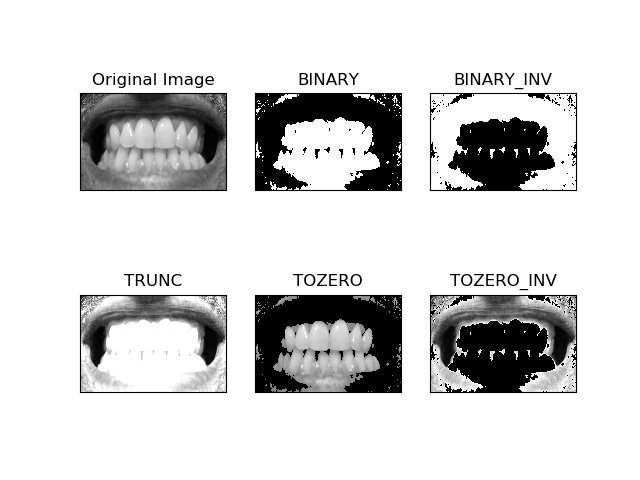 Original Image
BINARY
BINARY_INV
TRUNC
TOZERO
TOZERO_INV